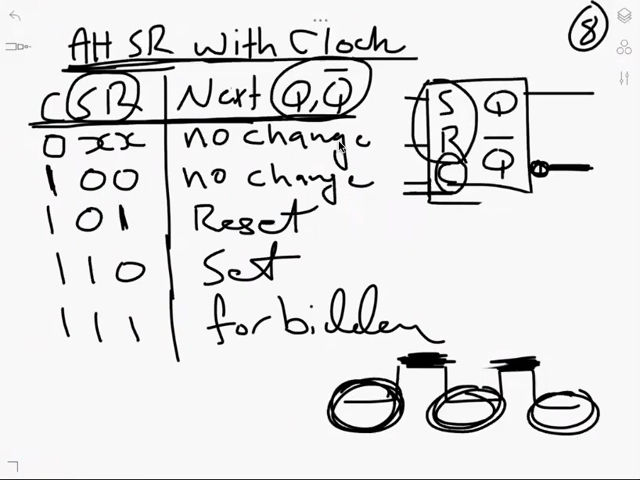 AH SR with Clock
8
C SR Next Q, Q̅
0 x x no change
1 0 0 no change
1 0 1 Reset
1 1 0 Set
1 1 1 forbidden
S Q
R Q̅
C